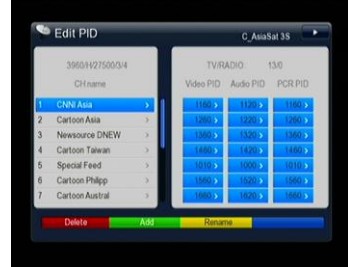 Edit PID
C_AsiaSat 3S
3960/H/27500/3/4
TV/RADIO: 13/0
CH name
Video PID Audio PID PCR PID
1 CNNI Asia 1160 1120 1160
2 Cartoon Asia 1260 1220 1260
3 Newsource DNEW 1360 1320 1360
4 Cartoon Taiwan 1460 1420 1460
5 Special Feed 1010 1000 1010
6 Cartoon Philipp 1560 1520 1560
7 Cartoon Austral 1660 1620 1660
Delete Add Rename